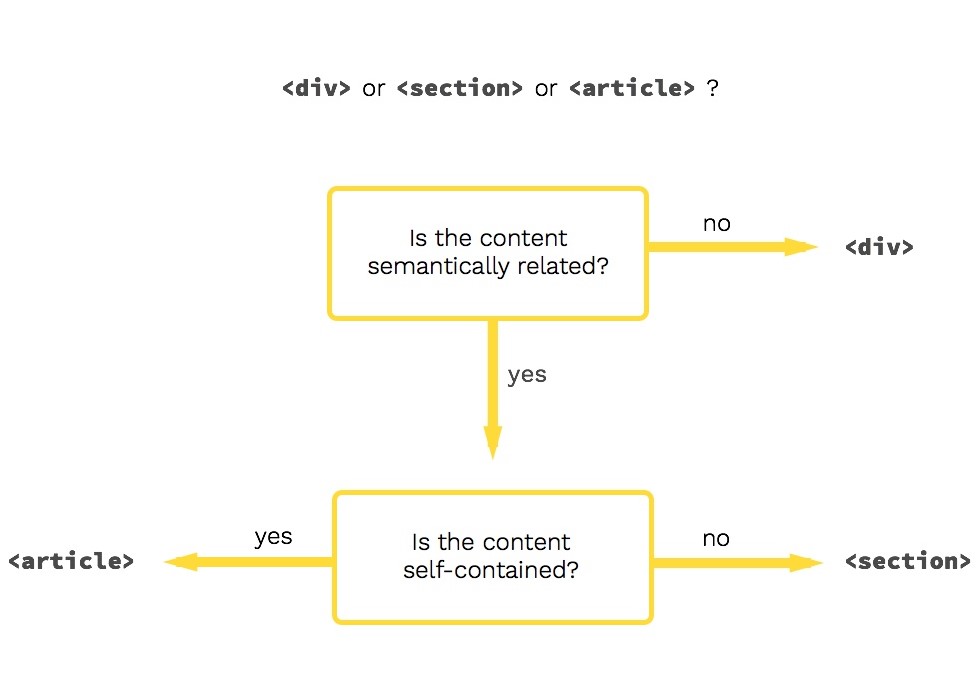 <div> or <section> or <article> ?
Is the content
semantically related?
no
<div>
yes
<article>
yes
Is the content
self-contained?
no
<section>